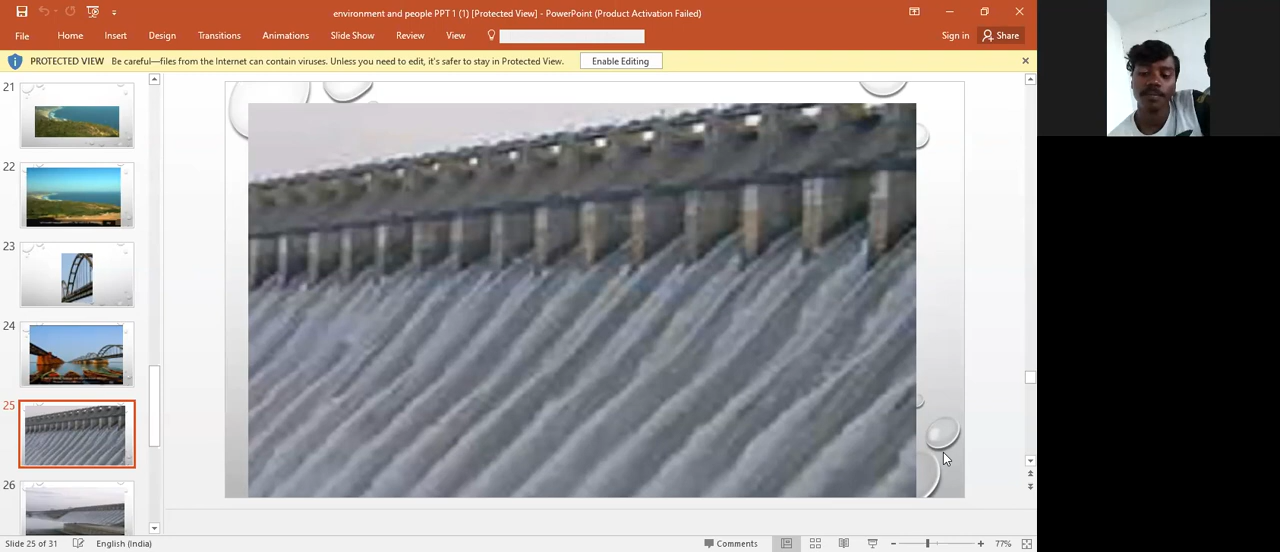 environment and people PPT 1 (1) [Protected View] - PowerPoint (Product Activation Failed)
File Home Insert Design Transitions Animations Slide Show Review View Sign in Share
PROTECTED VIEW Be careful—files from the Internet can contain viruses. Unless you need to edit, it's safer to stay in Protected View. Enable Editing
21
22
23
24
25
26
Slide 25 of 31 English (India) Comments 77%